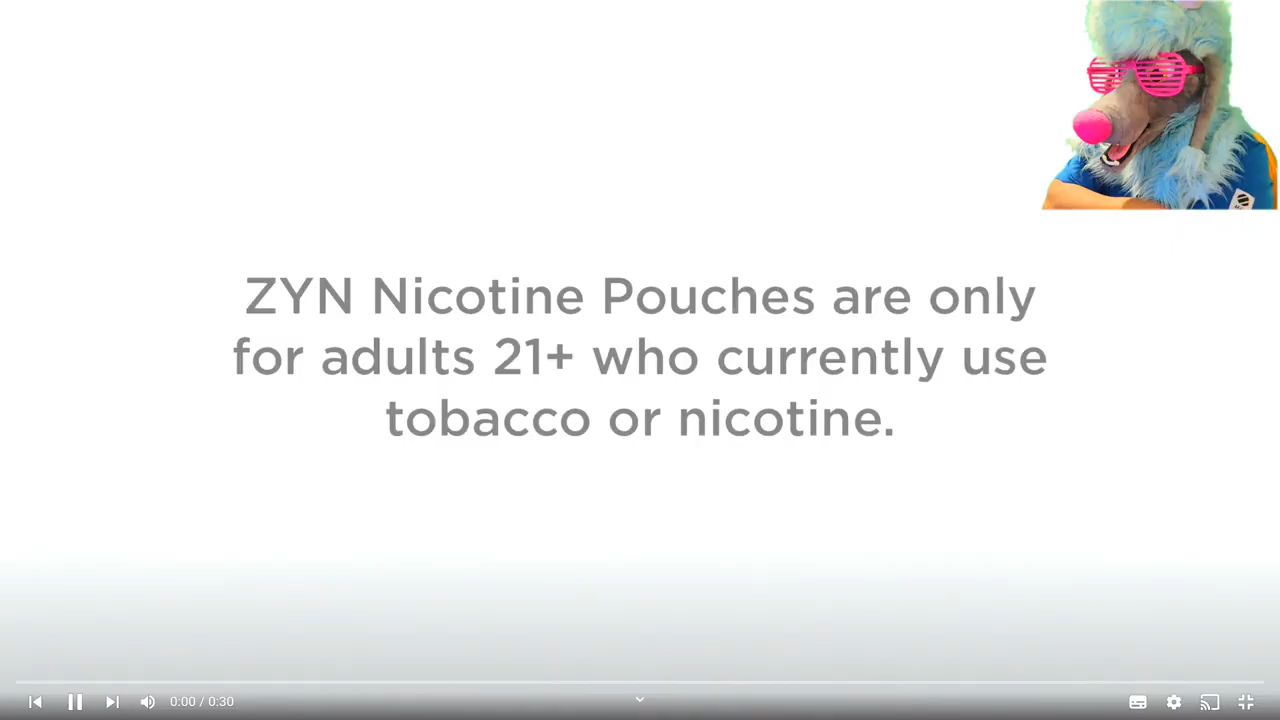 ZYN Nicotine Pouches are only
for adults 21+ who currently use
tobacco or nicotine.
0:00 / 0:30